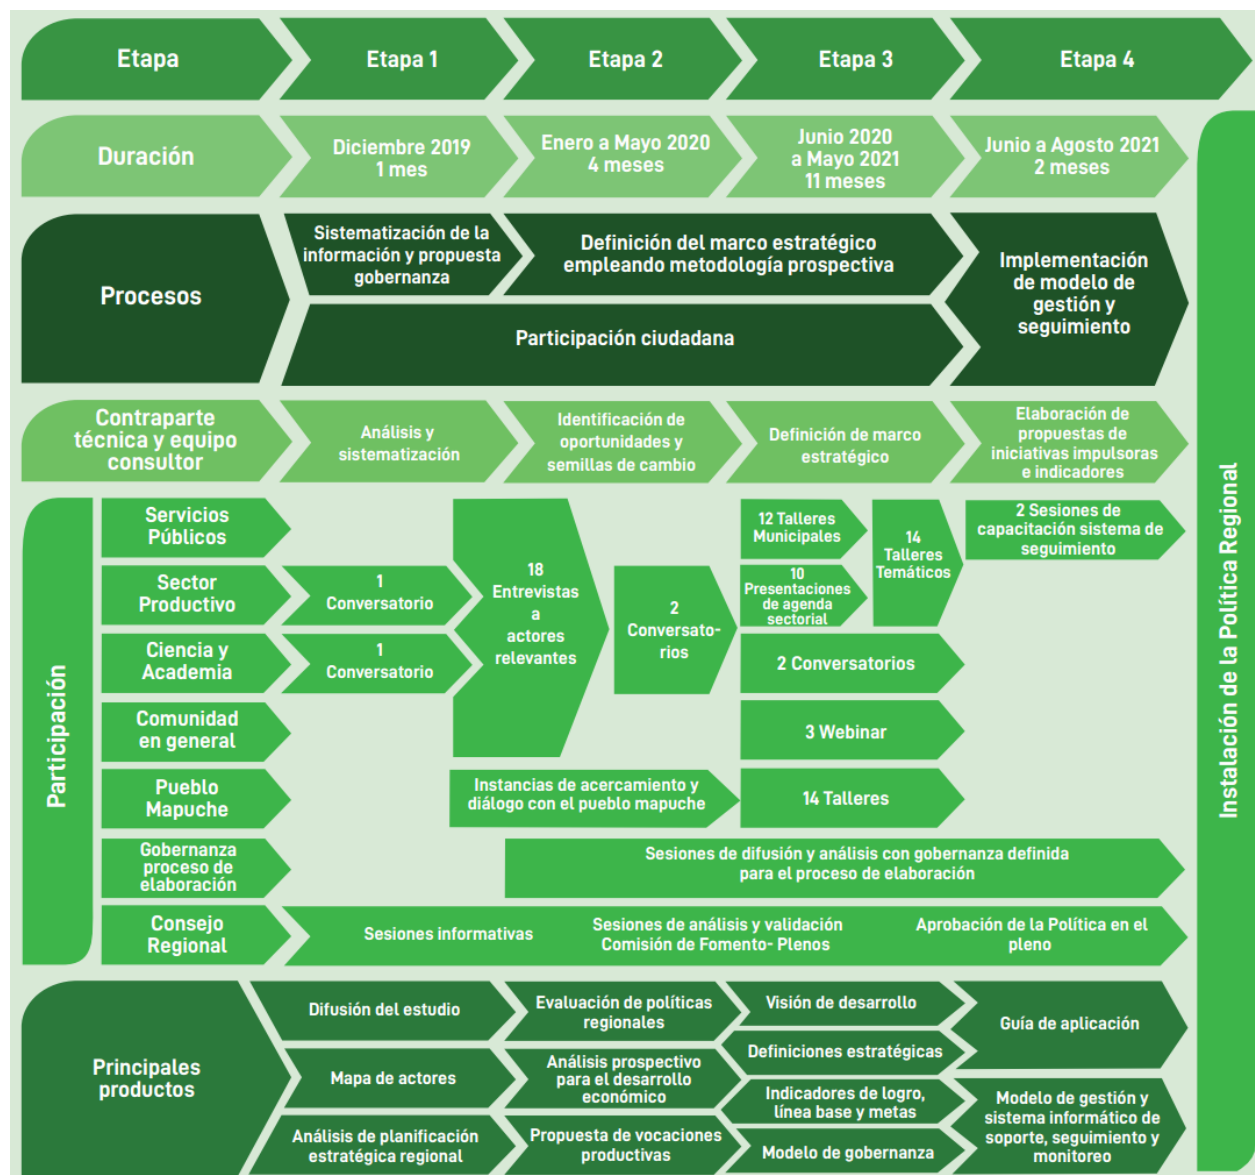 Etapa
Etapa 1
Etapa 2
Etapa 3
Etapa 4
Duración
Diciembre 2019
1 mes
Enero a Mayo 2020
4 meses
Junio 2020
a Mayo 2021
11 meses
Junio a Agosto 2021
2 meses
Procesos
Sistematización de la
información y propuesta
gobernanza
Definición del marco estratégico
empleando metodología prospectiva
Participación ciudadana
Implementación
de modelo de
gestión y
seguimiento
Contraparte
técnica y equipo
consultor
Análisis y
sistematización
Identificación de
oportunidades y
semillas de cambio
Definición de marco
estratégico
Elaboración de
propuestas de
iniciativas impulsoras
e indicadores
Participación
Servicios
Públicos
12 Talleres
Municipales
14
Talleres
Temáticos
2 Sesiones de
capacitación sistema de
seguimiento
Sector
Productivo
1
Conversatorio
18
Entrevistas
a
actores
relevantes
2
Conversato-
rios
10
Presentaciones
de agenda
sectorial
Ciencia y
Academia
1
Conversatorio
2 Conversatorios
Comunidad
en general
3 Webinar
Pueblo
Mapuche
Instancias de acercamiento y
diálogo con el pueblo mapuche
14 Talleres
Gobernanza
proceso de
elaboración
Sesiones de difusión y análisis con gobernanza definida
para el proceso de elaboración
Consejo
Regional
Sesiones informativas
Sesiones de análisis y validación
Comisión de Fomento- Plenos
Aprobación de la Política en el
pleno
Principales
productos
Difusión del estudio
Mapa de actores
Análisis de planificación
estratégica regional
Evaluación de políticas
regionales
Análisis prospectivo
para el desarrollo
económico
Propuesta de vocaciones
productivas
Visión de desarrollo
Definiciones estratégicas
Indicadores de logro,
línea base y metas
Modelo de gobernanza
Guía de aplicación
Modelo de gestión y
sistema informático de
soporte, seguimiento y
monitoreo
Instalación de la Política Regional